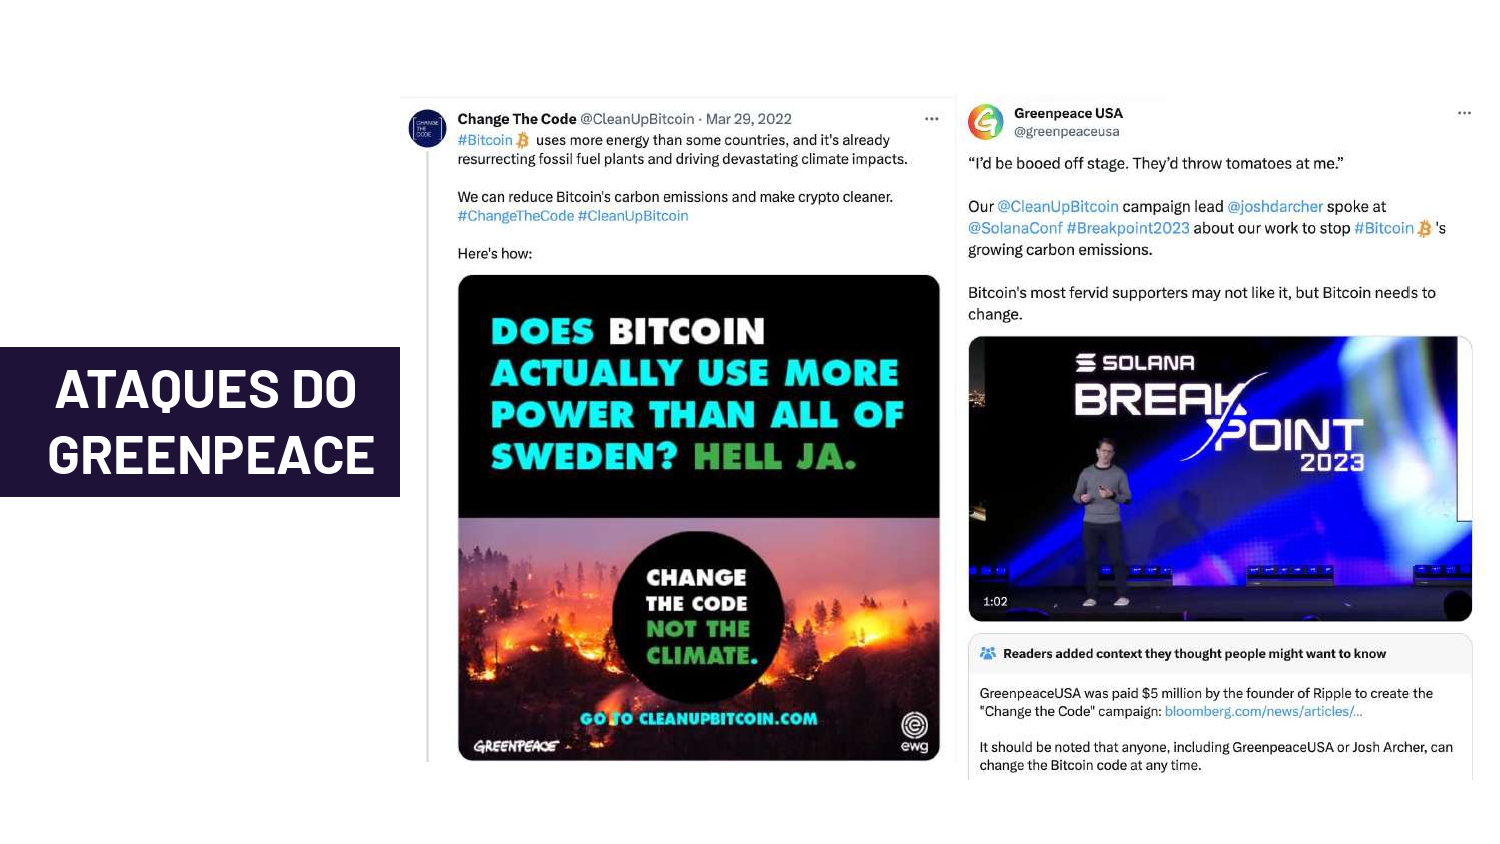 ATAQUES DO
GREENPEACE
CHANGE
THE
CODE
Change The Code @CleanUpBitcoin · Mar 29, 2022
#Bitcoin uses more energy than some countries, and it's already
resurrecting fossil fuel plants and driving devastating climate impacts.
We can reduce Bitcoin's carbon emissions and make crypto cleaner.
#ChangeTheCode #CleanUpBitcoin
Here's how:
DOES BITCOIN
ACTUALLY USE MORE
POWER THAN ALL OF
SWEDEN? HELL JA.
CHANGE
THE CODE
NOT THE
CLIMATE.
GO TO CLEANUPBITCOIN.COM
GREENPEACE
ewg
Greenpeace USA
@greenpeaceusa
“I’d be booed off stage. They’d throw tomatoes at me.”
Our @CleanUpBitcoin campaign lead @joshdarcher spoke at
@SolanaConf #Breakpoint2023 about our work to stop #Bitcoin 's
growing carbon emissions.
Bitcoin's most fervid supporters may not like it, but Bitcoin needs to
change.
SOLANA
BREAK
POINT
2023
1:02
Readers added context they thought people might want to know
GreenpeaceUSA was paid $5 million by the founder of Ripple to create the
"Change the Code" campaign: bloomberg.com/news/articles/…
It should be noted that anyone, including GreenpeaceUSA or Josh Archer, can
change the Bitcoin code at any time.